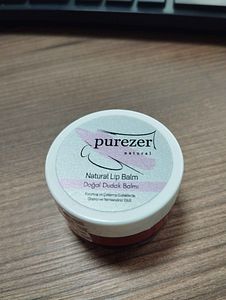 purezer
natural
Natural Lip Balm
Doğal Dudak Balmı